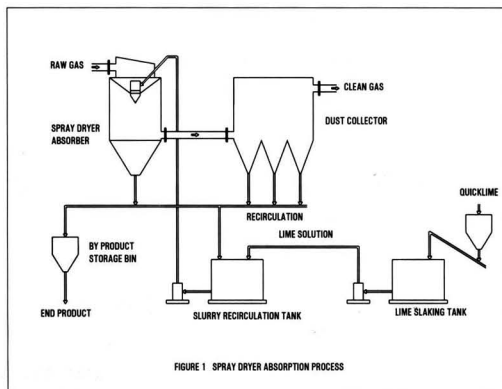 RAW GAS
CLEAN GAS
DUST COLLECTOR
SPRAY DRYER
ABSORBER
QUICKLIME
RECIRCULATION
LIME SOLUTION
BY PRODUCT
STORAGE BIN
END PRODUCT
SLURRY RECIRCULATION TANK
LIME SLAKING TANK
FIGURE 1 SPRAY DRYER ABSORPTION PROCESS